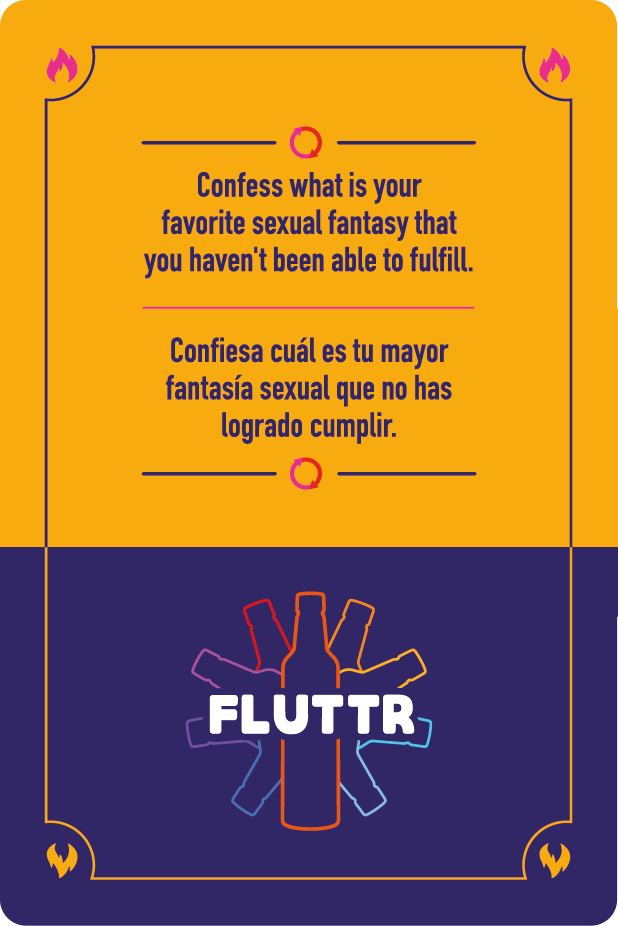 Confess what is your
favorite sexual fantasy that
you haven't been able to fulfill.
Confiesa cuál es tu mayor
fantasía sexual que no has
logrado cumplir.
FLUTTR